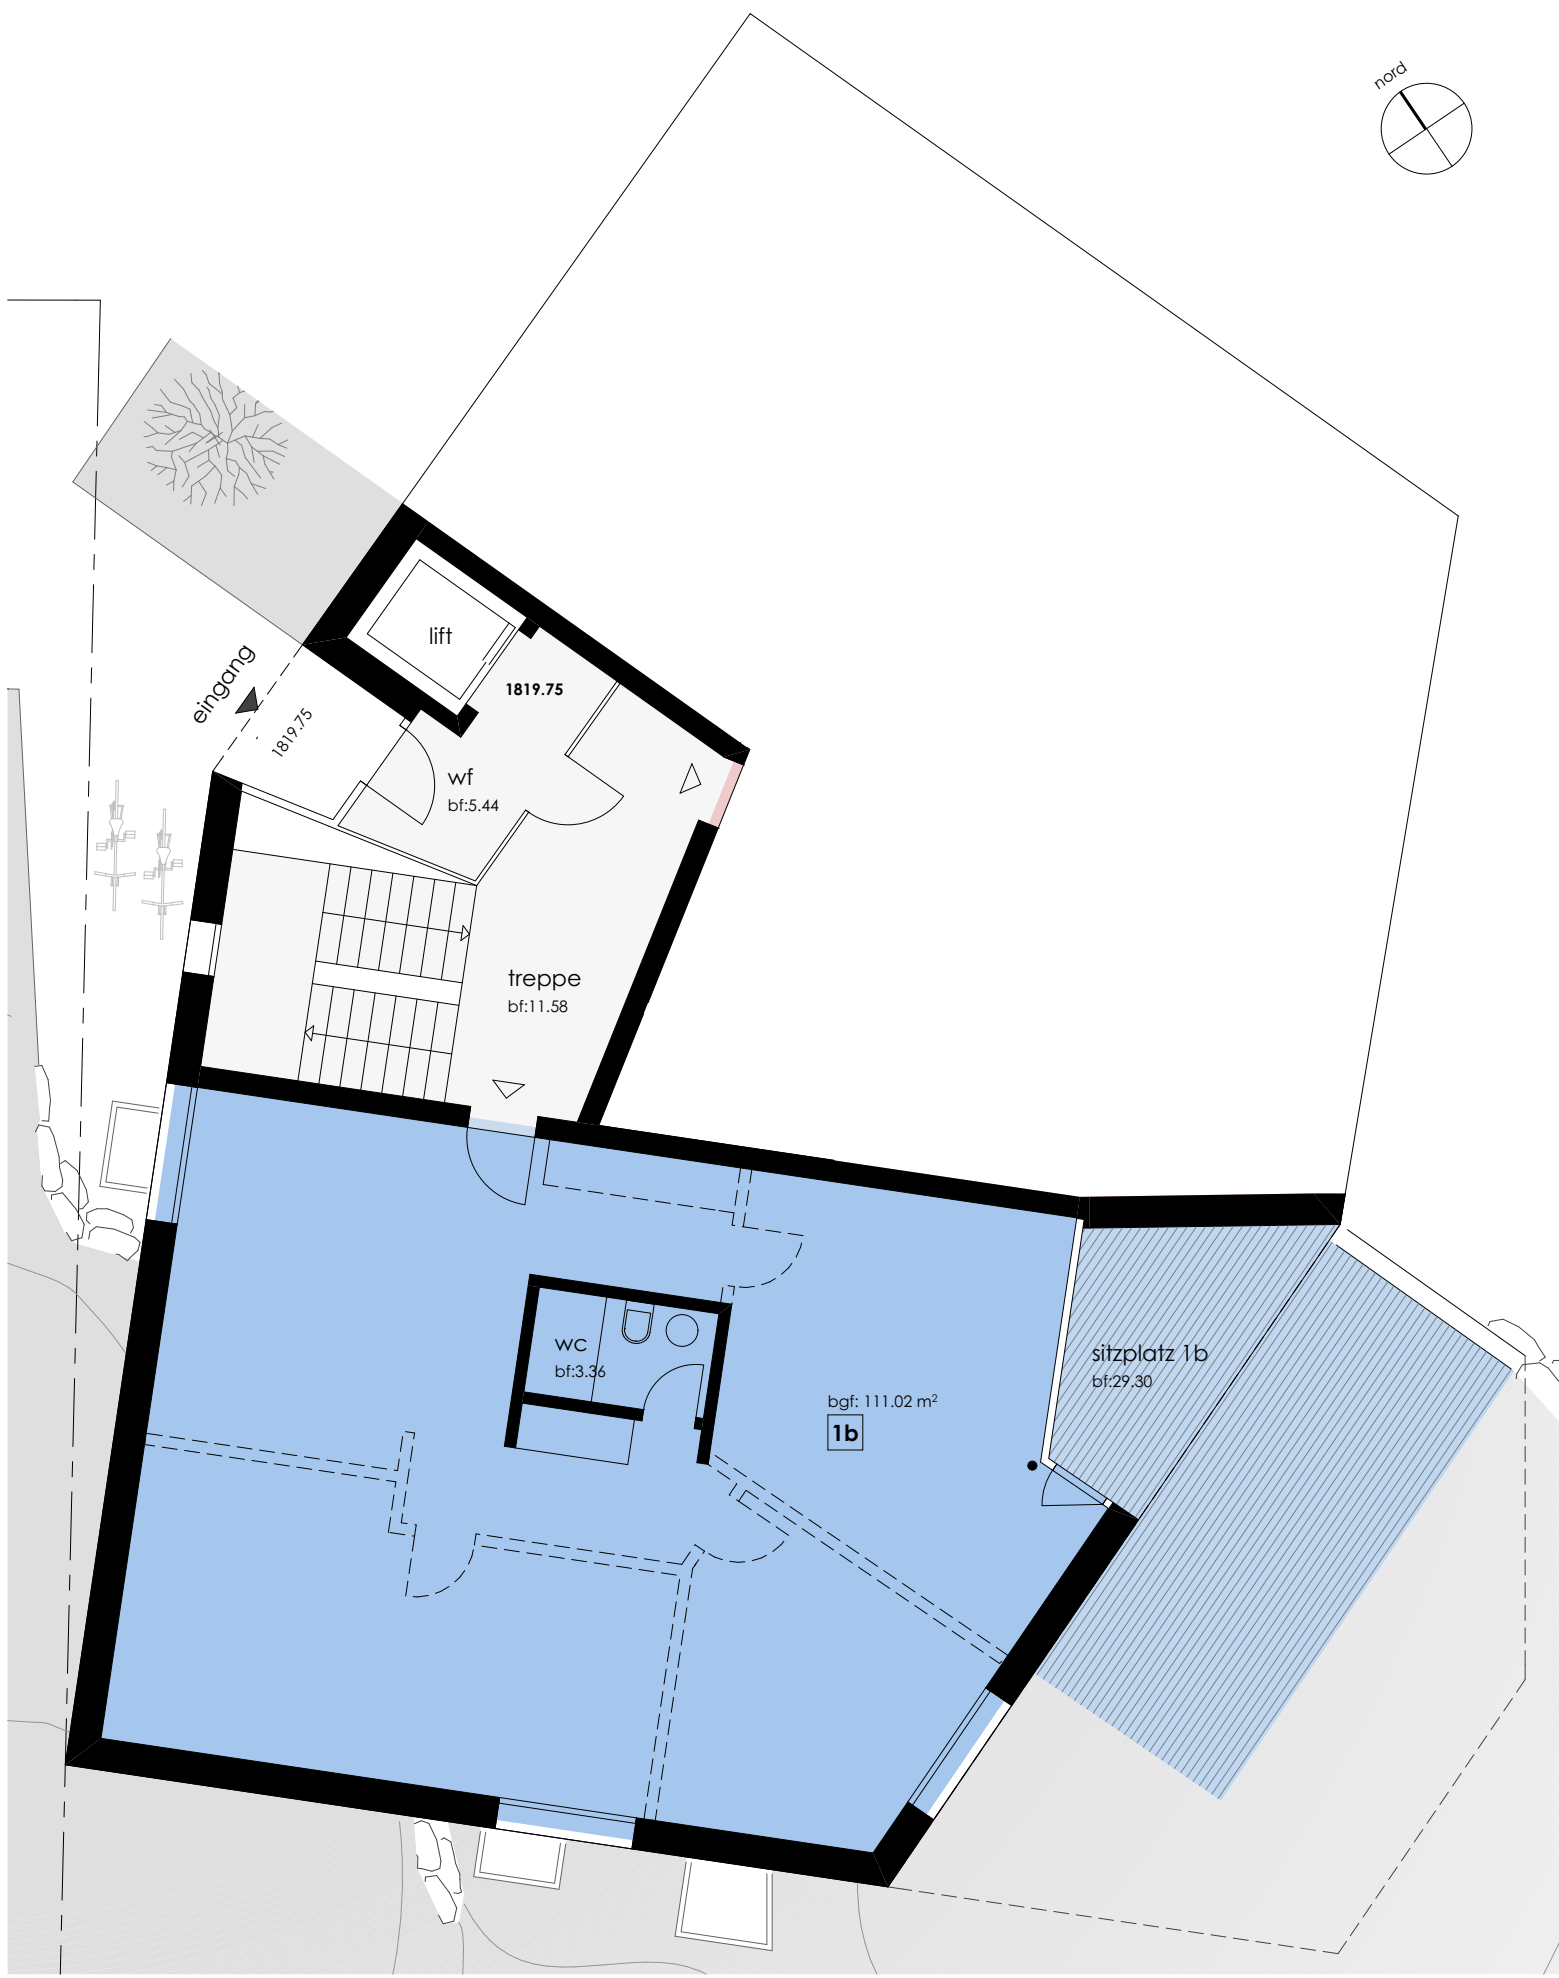 nord
lift
eingang
1819.75
1819.75
wf
bf:5.44
treppe
bf:11.58
wc
bf:3.36
sitzplatz 1b
bf:29.30
bgf: 111.02 m²
1b